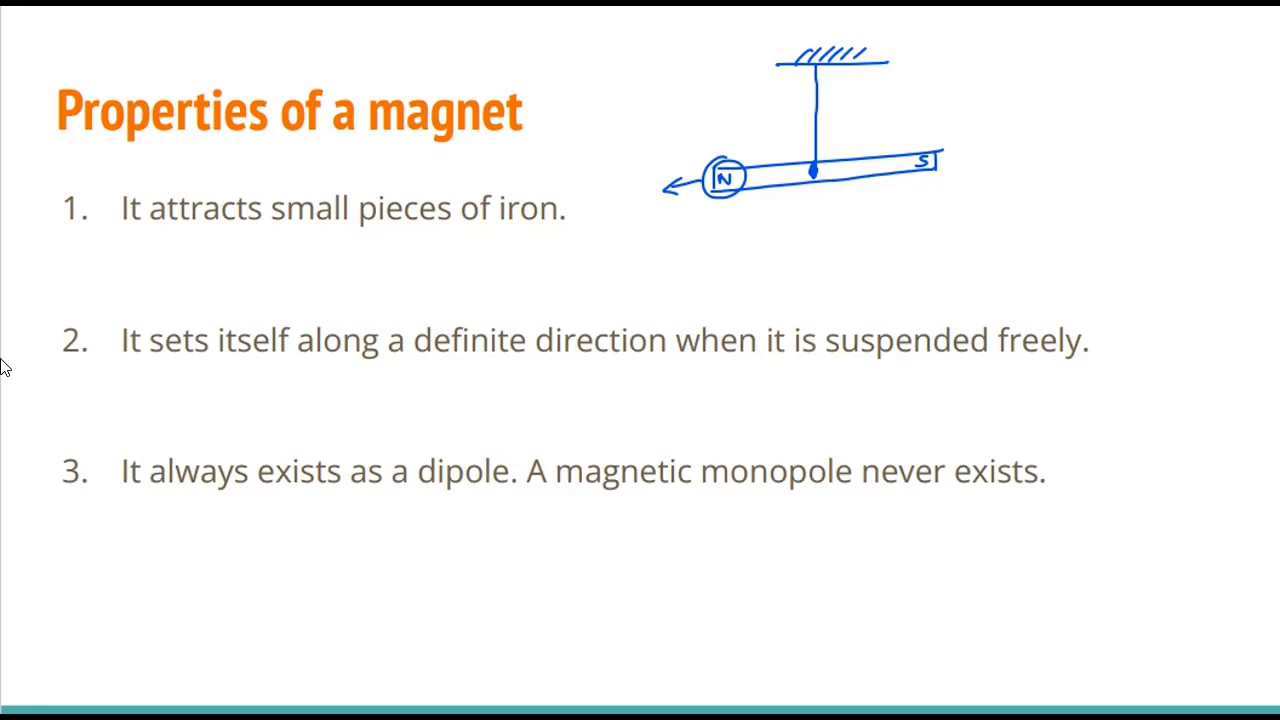 Properties of a magnet
N
S
1. It attracts small pieces of iron.
2. It sets itself along a definite direction when it is suspended freely.
3. It always exists as a dipole. A magnetic monopole never exists.